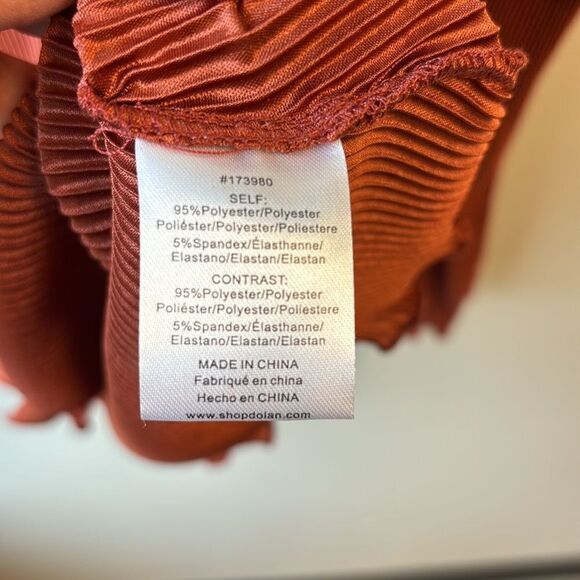 #173980
SELF:
95%Polyester/Polyester
Poliéster/Polyester/Poliestere
5%Spandex/Élasthanne/
Elastano/Elastan/Elastan
CONTRAST:
95%Polyester/Polyester
Poliéster/Polyester/Poliestere
5%Spandex/Élasthanne/
Elastano/Elastan/Elastan
MADE IN CHINA
Fabriqué en china
Hecho en CHINA
www.shopdolan.com